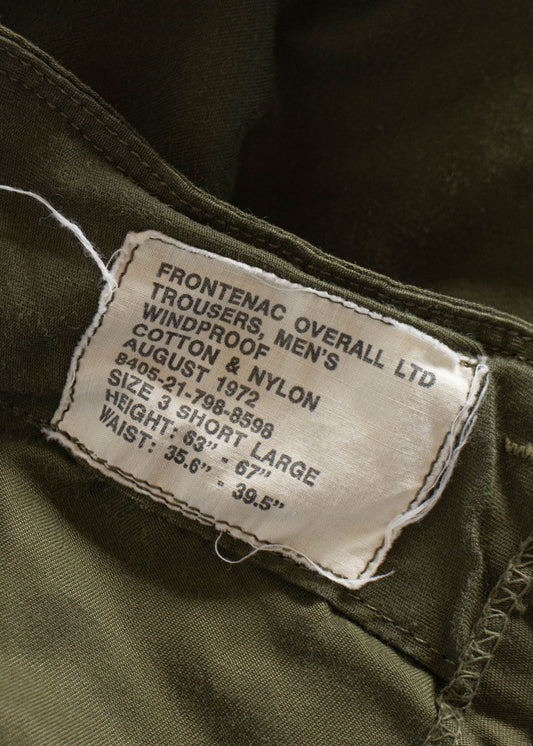 FRONTENAC OVERALL LTD
TROUSERS, MEN'S
WINDPROOF
COTTON & NYLON
AUGUST 1972
8405-21-798-8598
SIZE 3 SHORT LARGE
HEIGHT: 63" - 67"
WAIST: 35.6" - 39.5"